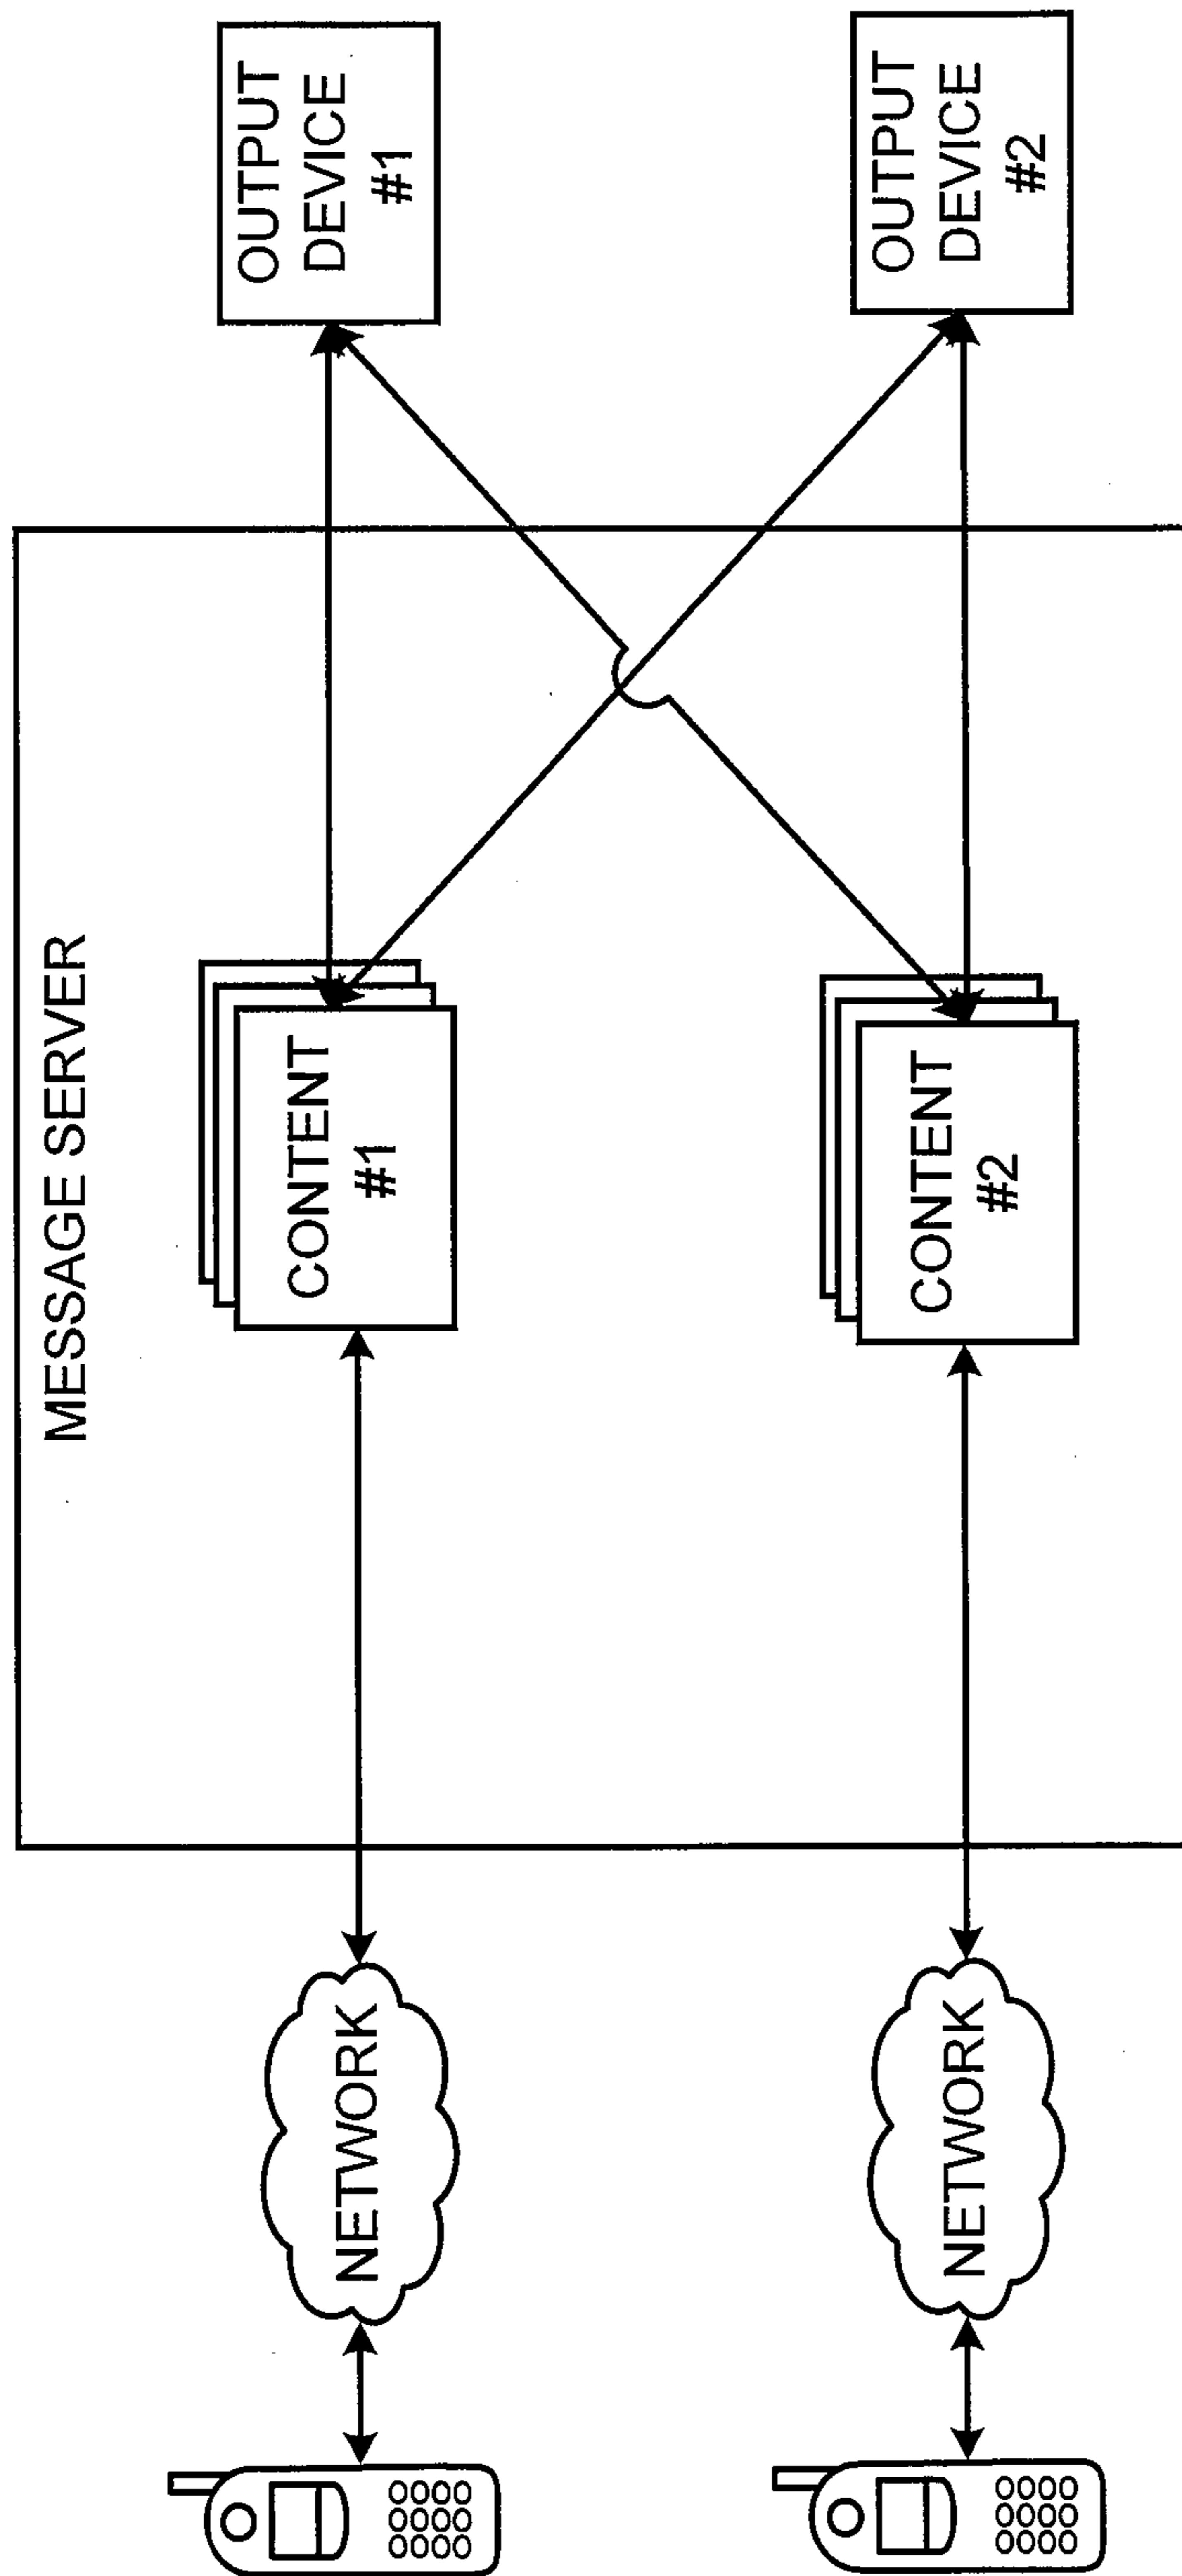 MESSAGE SERVER
NETWORK
CONTENT
#1
OUTPUT
DEVICE
#1
NETWORK
CONTENT
#2
OUTPUT
DEVICE
#2